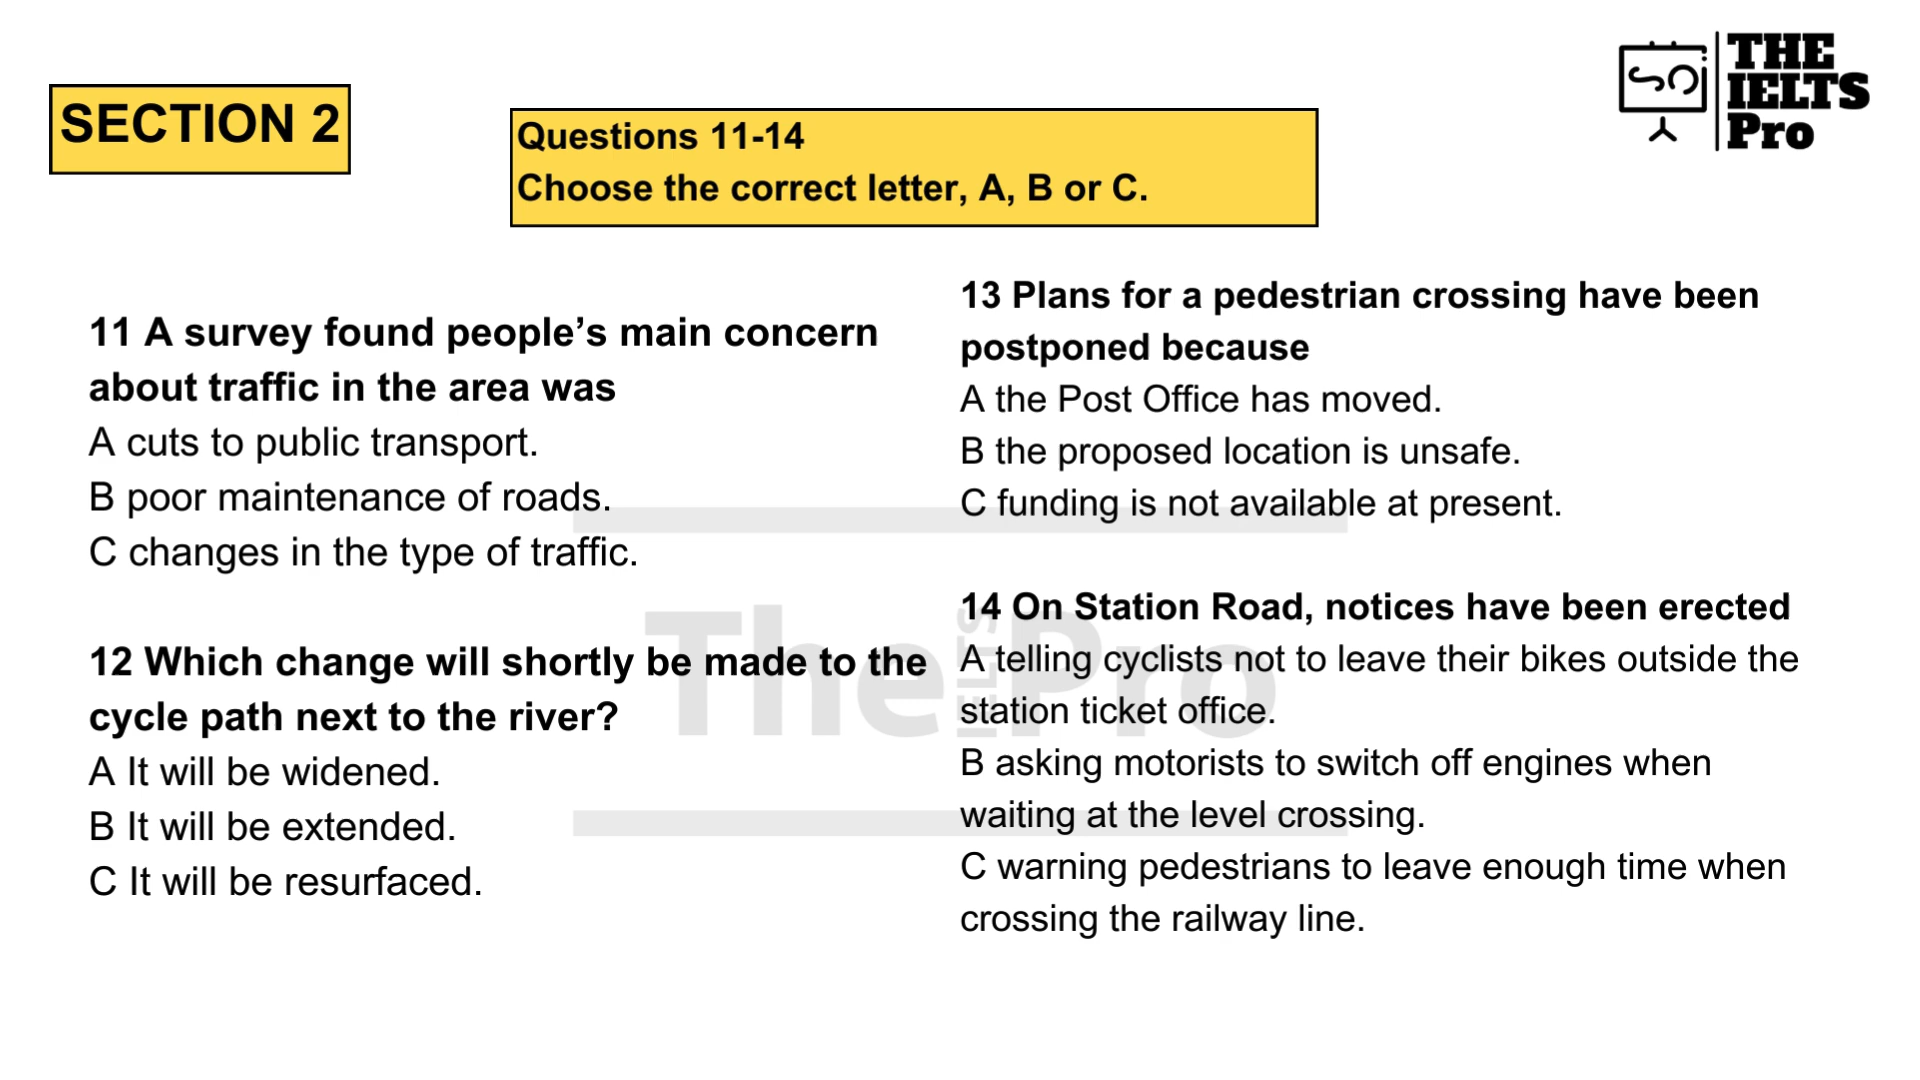 SECTION 2
Questions 11-14
Choose the correct letter, A, B or C.
THE
IELTS
Pro
11 A survey found people's main concern
about traffic in the area was
A cuts to public transport.
B poor maintenance of roads.
C changes in the type of traffic.
12 Which change will shortly be made to the
cycle path next to the river?
A It will be widened.
B It will be extended.
C It will be resurfaced.
13 Plans for a pedestrian crossing have been
postponed because
A the Post Office has moved.
B the proposed location is unsafe.
C funding is not available at present.
14 On Station Road, notices have been erected
A telling cyclists not to leave their bikes outside the
station ticket office.
B asking motorists to switch off engines when
waiting at the level crossing.
C warning pedestrians to leave enough time when
crossing the railway line.
The IELTS Pro